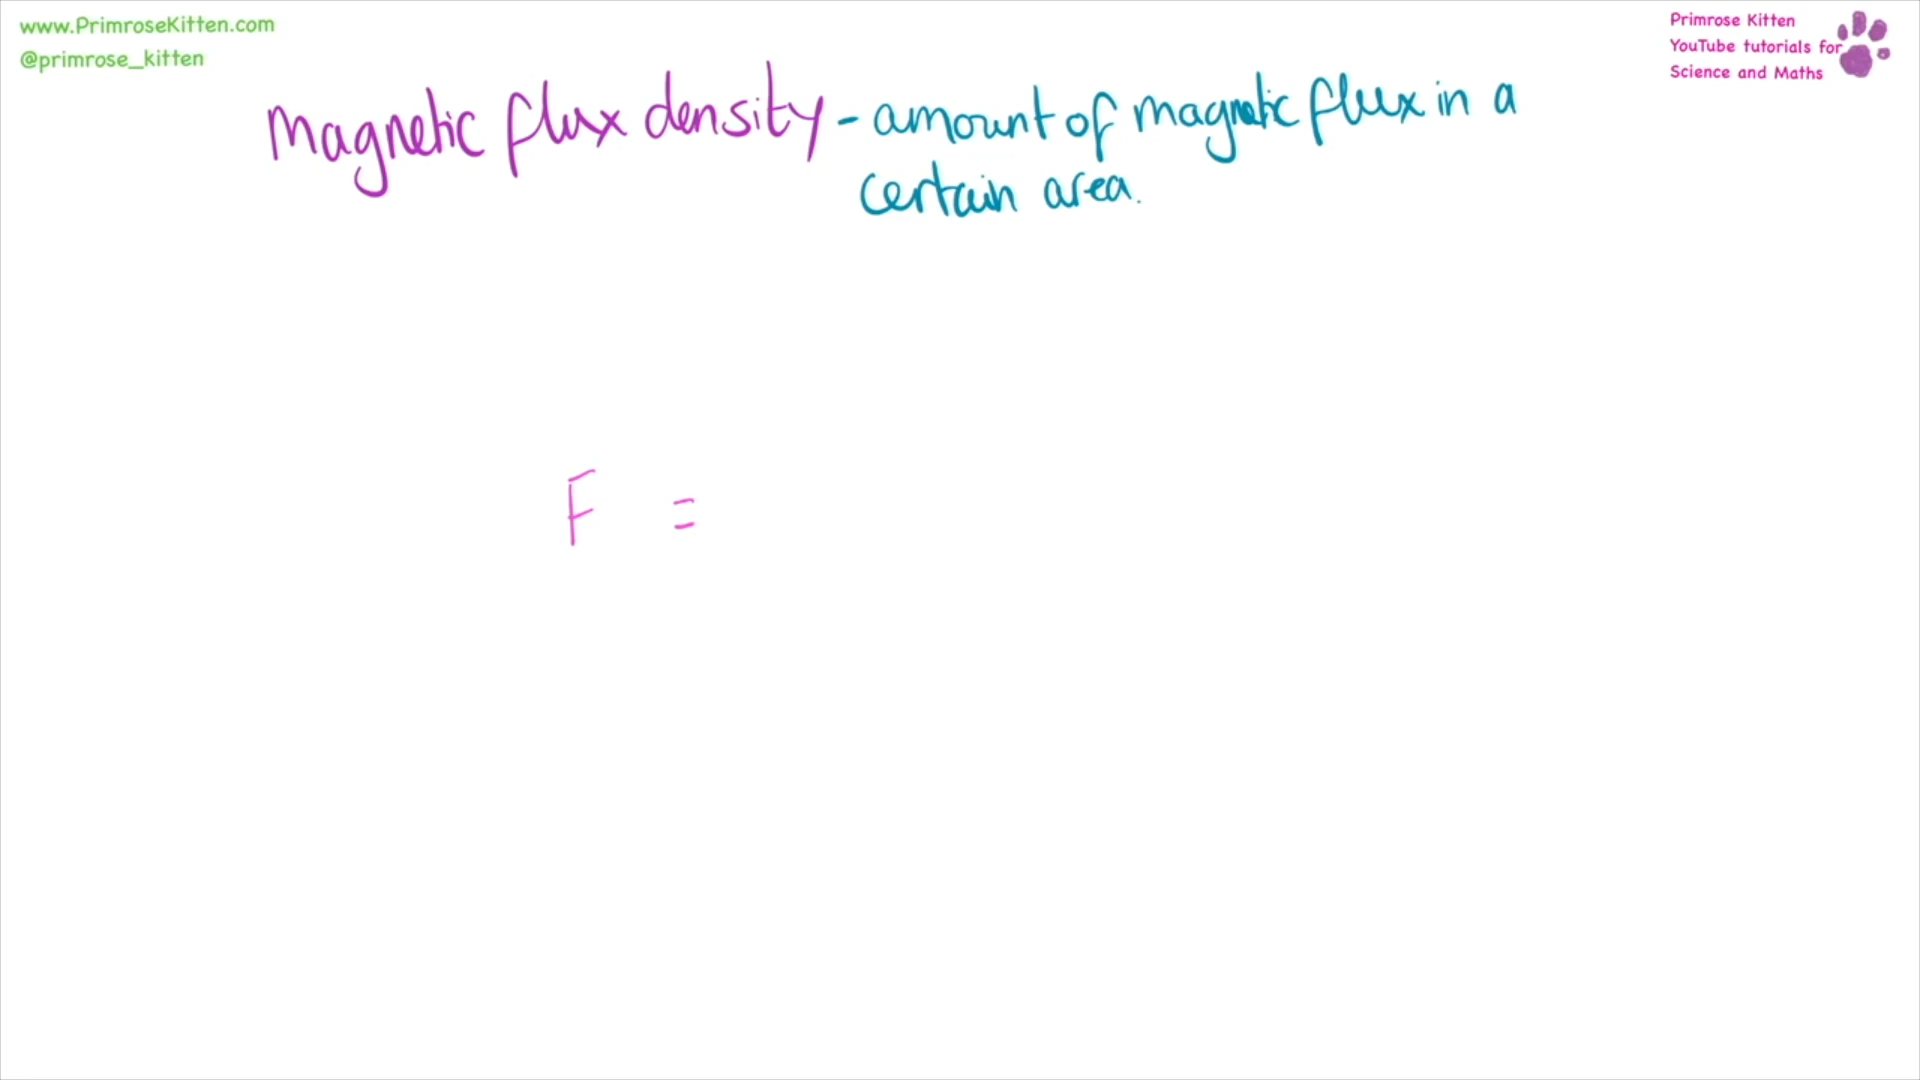 www.PrimroseKitten.com
@primrose_kitten
Primrose Kitten
YouTube tutorials for
Science and Maths
Magnetic flux density - amount of magnetic flux in a
certain area.
F =